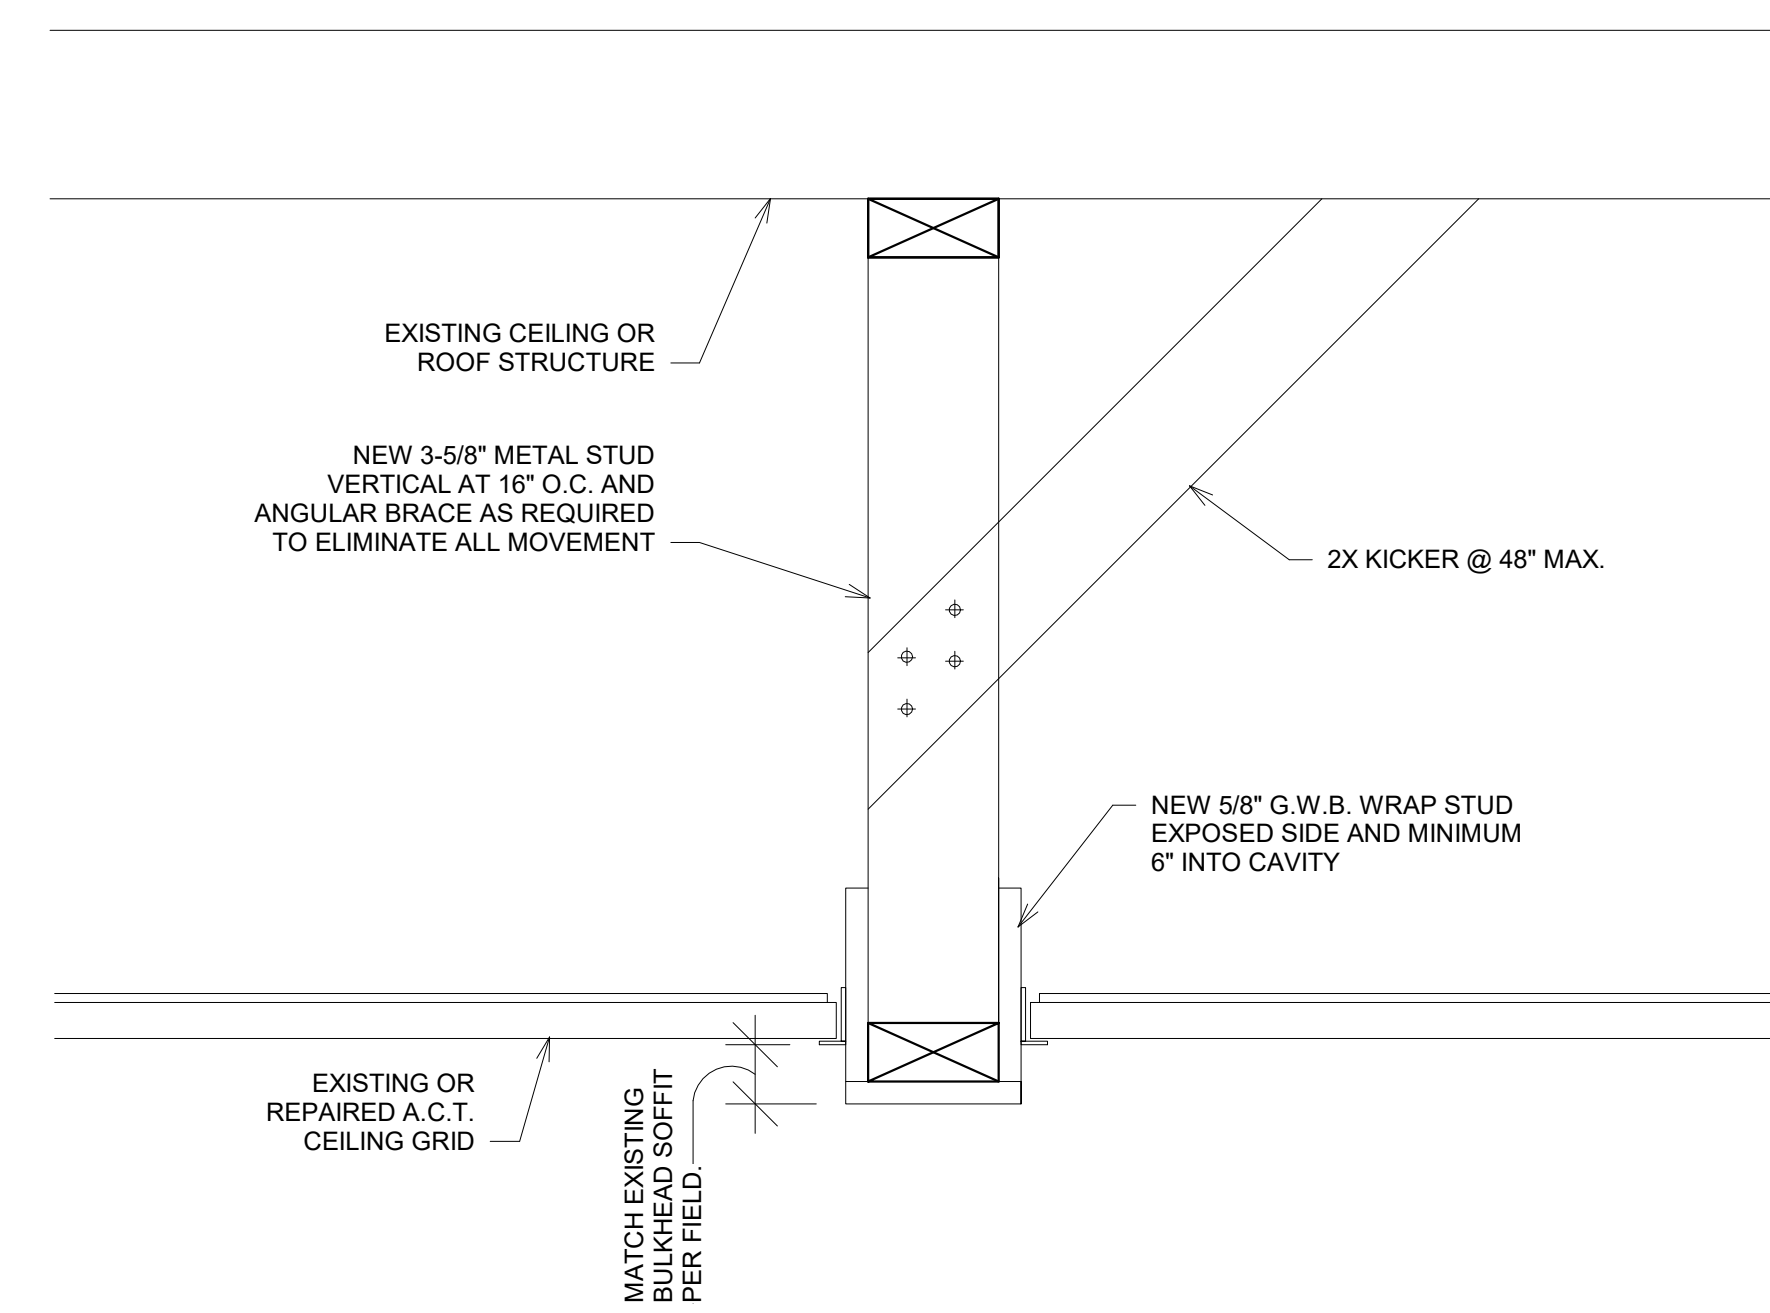 EXISTING CEILING OR
ROOF STRUCTURE
NEW 3-5/8" METAL STUD
VERTICAL AT 16" O.C. AND
ANGULAR BRACE AS REQUIRED
TO ELIMINATE ALL MOVEMENT
2X KICKER @ 48" MAX.
NEW 5/8" G.W.B. WRAP STUD
EXPOSED SIDE AND MINIMUM
6" INTO CAVITY
EXISTING OR
REPAIRED A.C.T.
CEILING GRID
MATCH EXISTING
BULKHEAD SOFFIT
PER FIELD.